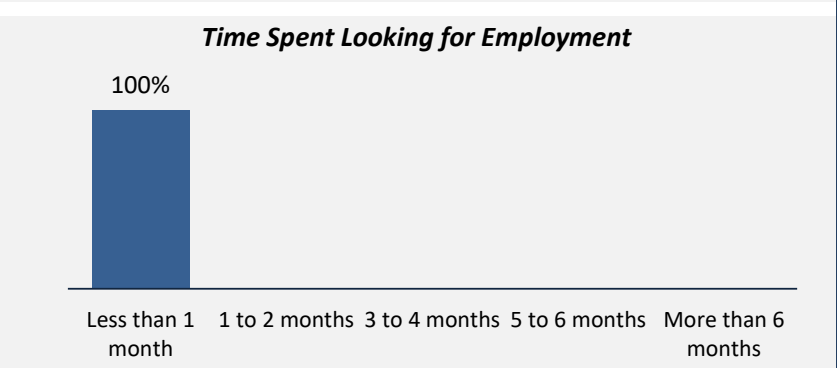 Time Spent Looking for Employment
100%
Less than 1 month
1 to 2 months
3 to 4 months
5 to 6 months
More than 6 months